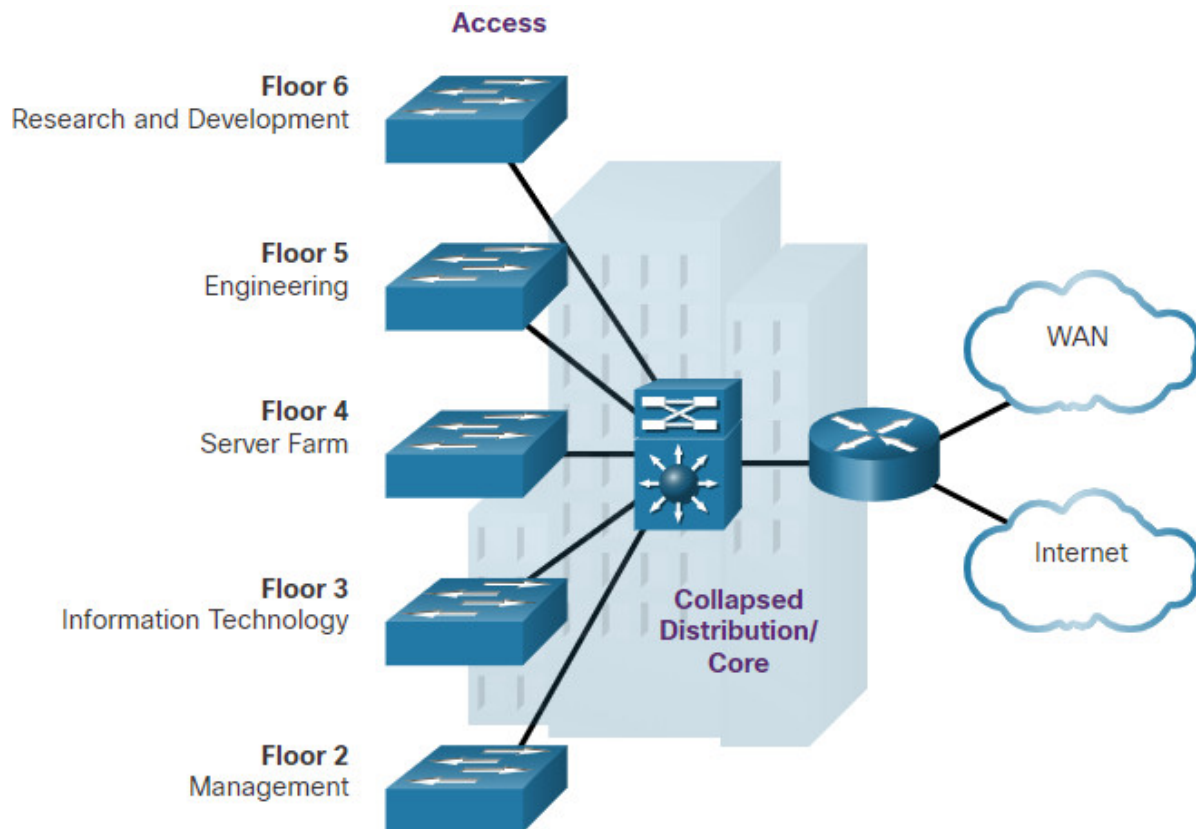 Access
Floor 6
Research and Development
Floor 5
Engineering
Floor 4
Server Farm
Floor 3
Information Technology
Floor 2
Management
Collapsed
Distribution/
Core
WAN
Internet